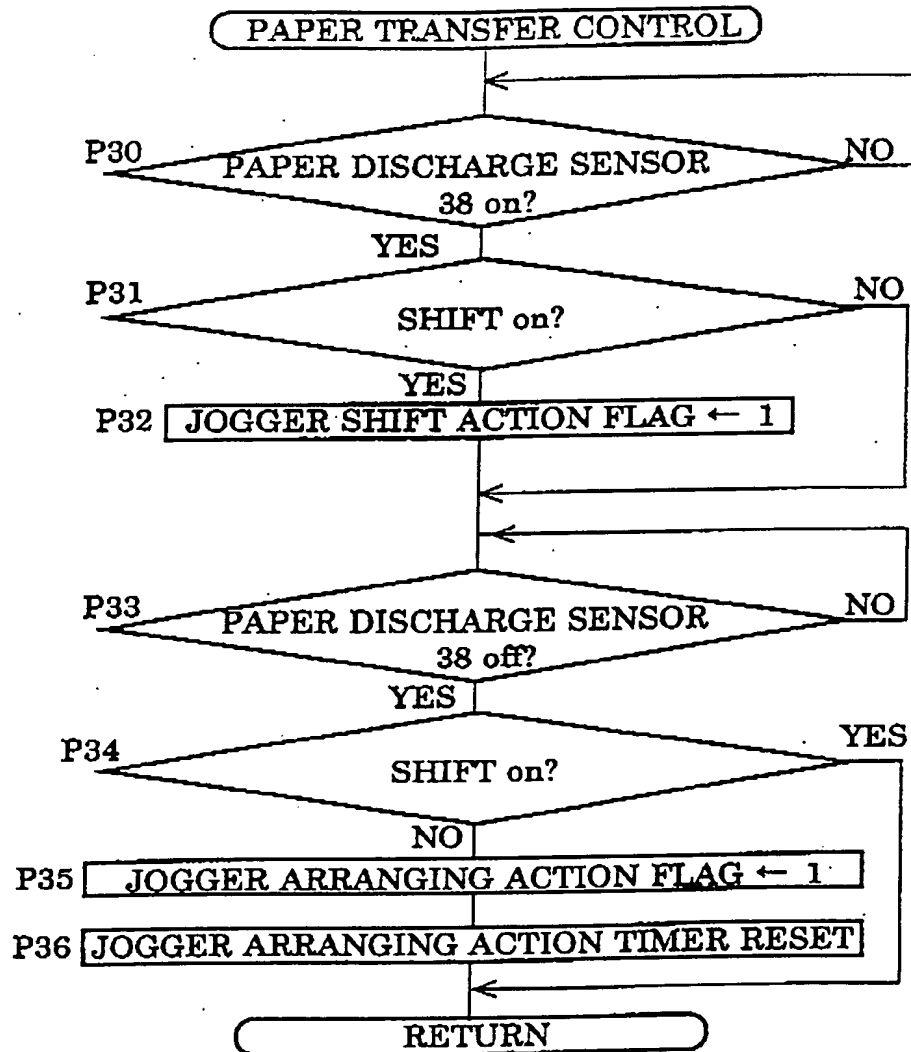 PAPER TRANSFER CONTROL
P30
PAPER DISCHARGE SENSOR
38 on?
NO
YES
P31
SHIFT on?
NO
YES
P32
JOGGER SHIFT ACTION FLAG ← 1
P33
PAPER DISCHARGE SENSOR
38 off?
NO
YES
P34
SHIFT on?
YES
NO
P35
JOGGER ARRANGING ACTION FLAG ← 1
P36
JOGGER ARRANGING ACTION TIMER RESET
RETURN